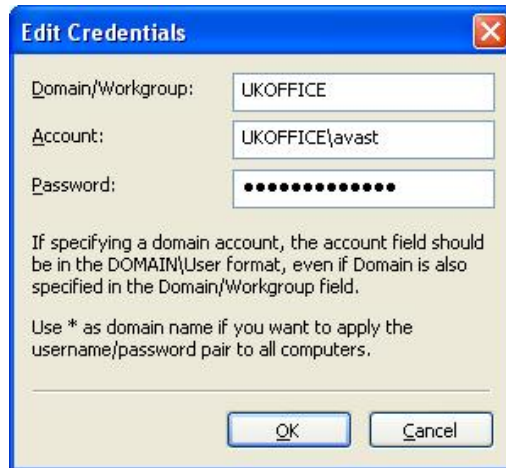 Edit Credentials
Domain/Workgroup: UKOFFICE
Account: UKOFFICE\avast
Password: •••••••••••••
If specifying a domain account, the account field should
be in the DOMAIN\User format, even if Domain is also
specified in the Domain/Workgroup field.
Use * as domain name if you want to apply the
username/password pair to all computers.
OK Cancel